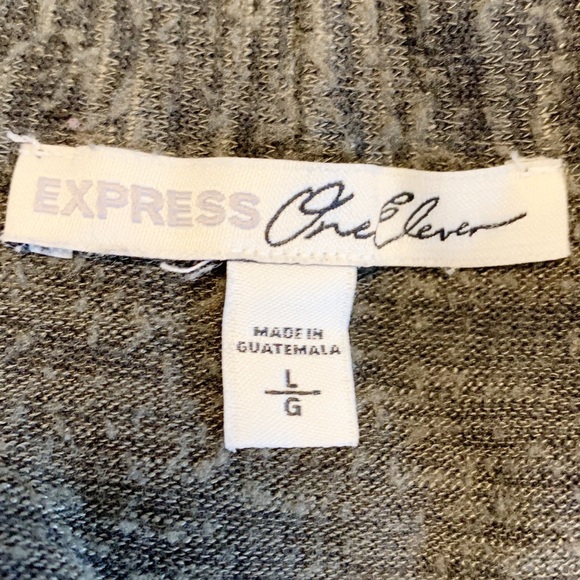 EXPRESS One Eleven
MADE IN
GUATEMALA
L
G